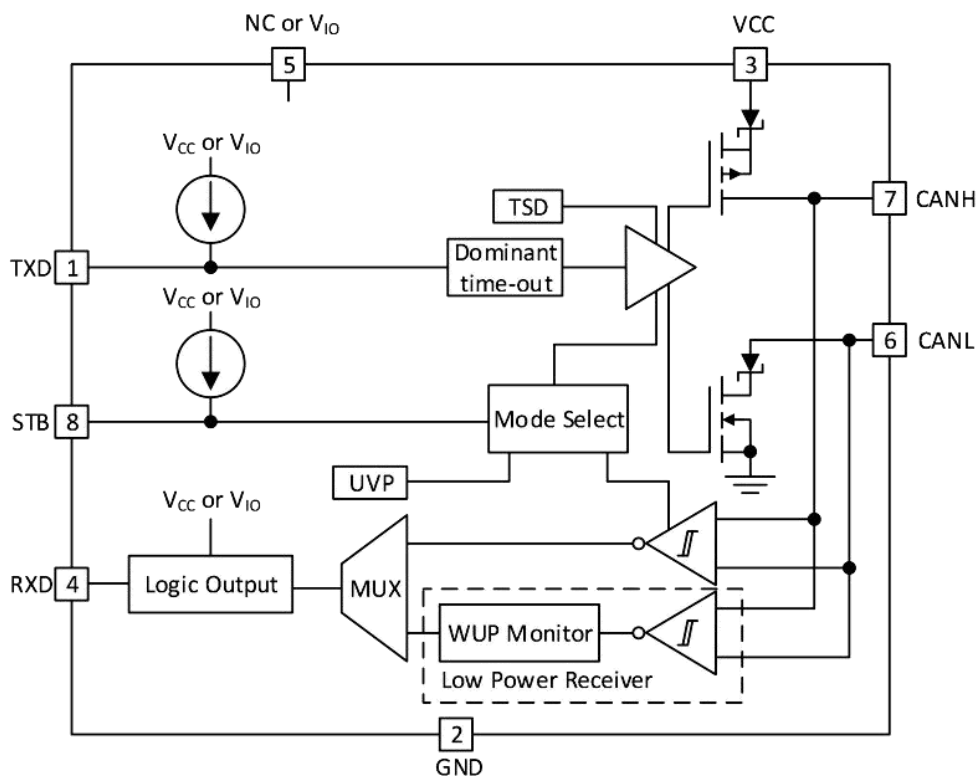 NC or VIO
VCC
5
3
VCC or VIO
TSD
7
CANH
TXD
1
Dominant
time-out
VCC or VIO
6
CANL
STB
8
Mode Select
UVP
VCC or VIO
RXD
4
Logic Output
MUX
WUP Monitor
Low Power Receiver
2
GND